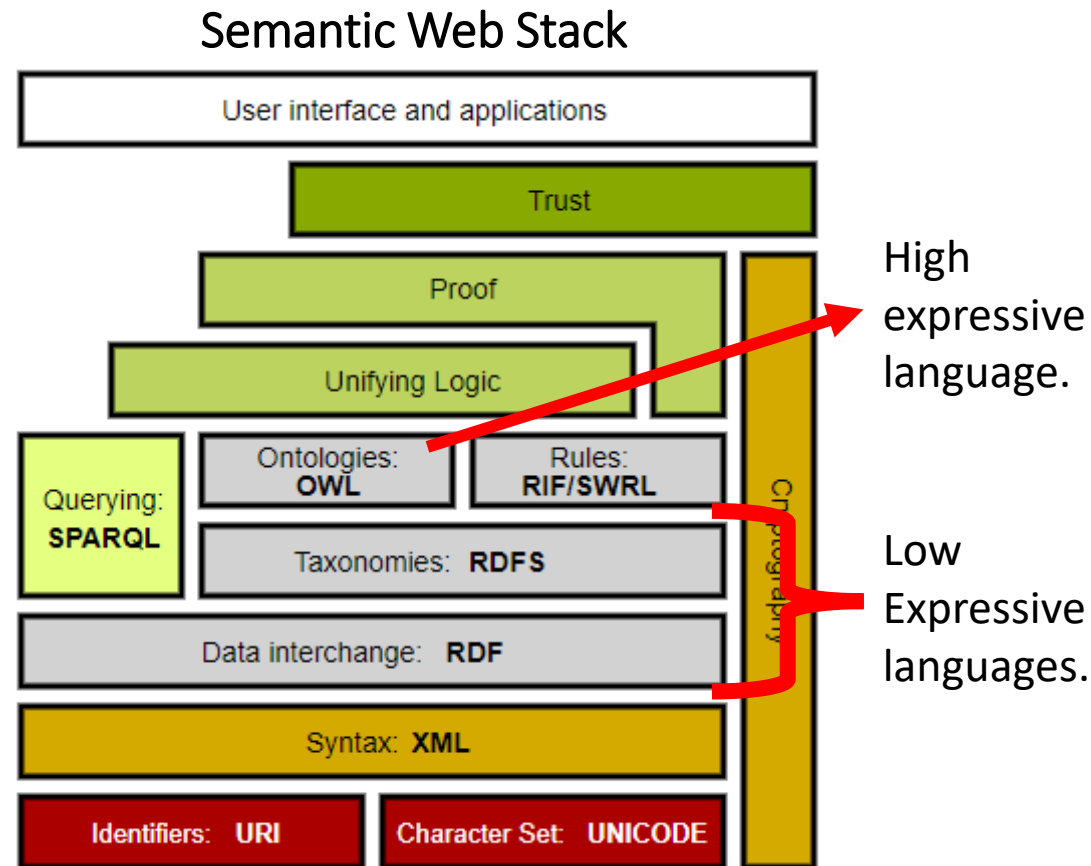 Semantic Web Stack
User interface and applications
Trust
Proof
Unifying Logic
High
expressive
language.
Querying:
SPARQL
Ontologies:
OWL
Rules:
RIF/SWRL
Taxonomies: RDFS
Data interchange: RDF
Cryptography
Low
Expressive
languages.
Syntax: XML
Identifiers: URI
Character Set: UNICODE